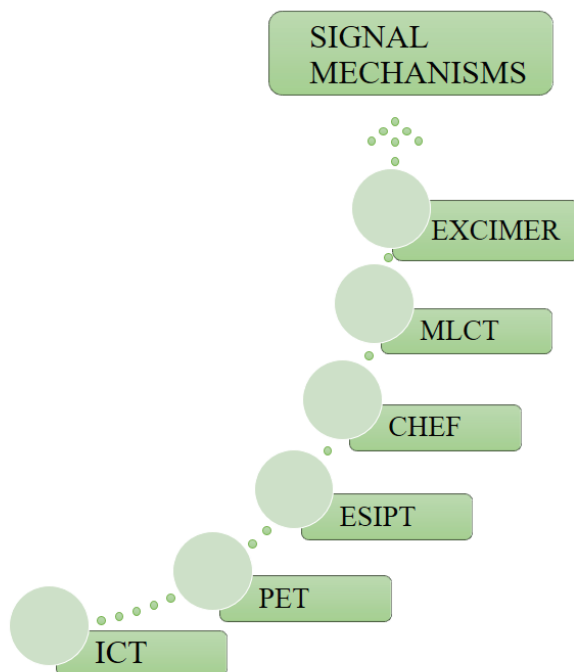 SIGNAL
MECHANISMS
EXCIMER
MLCT
CHEF
ESIPT
PET
ICT